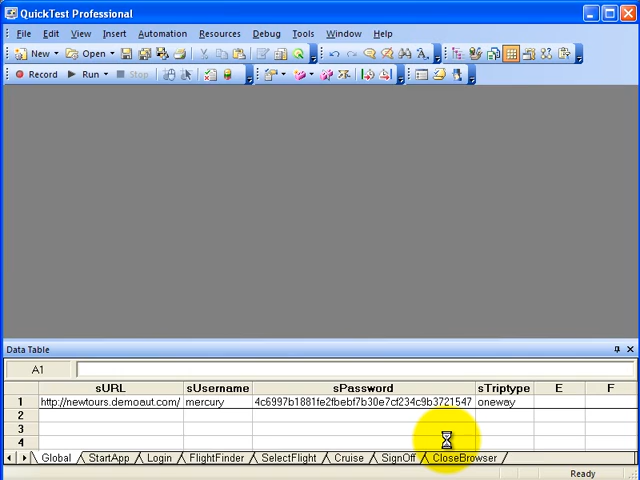 QuickTest Professional
File Edit View Insert Automation Resources Debug Tools Window Help
New Open
Record Run Stop
Data Table
A1
sURL sUsername sPassword sTriptype E F
1 http://newtours.demoaut.com/ mercury 4c6997b1881fe2fbebf7b30e7cf234c9b3721547 oneway
2
3
4
Global StartApp Login FlightFinder SelectFlight Cruise SignOff CloseBrowser
Ready